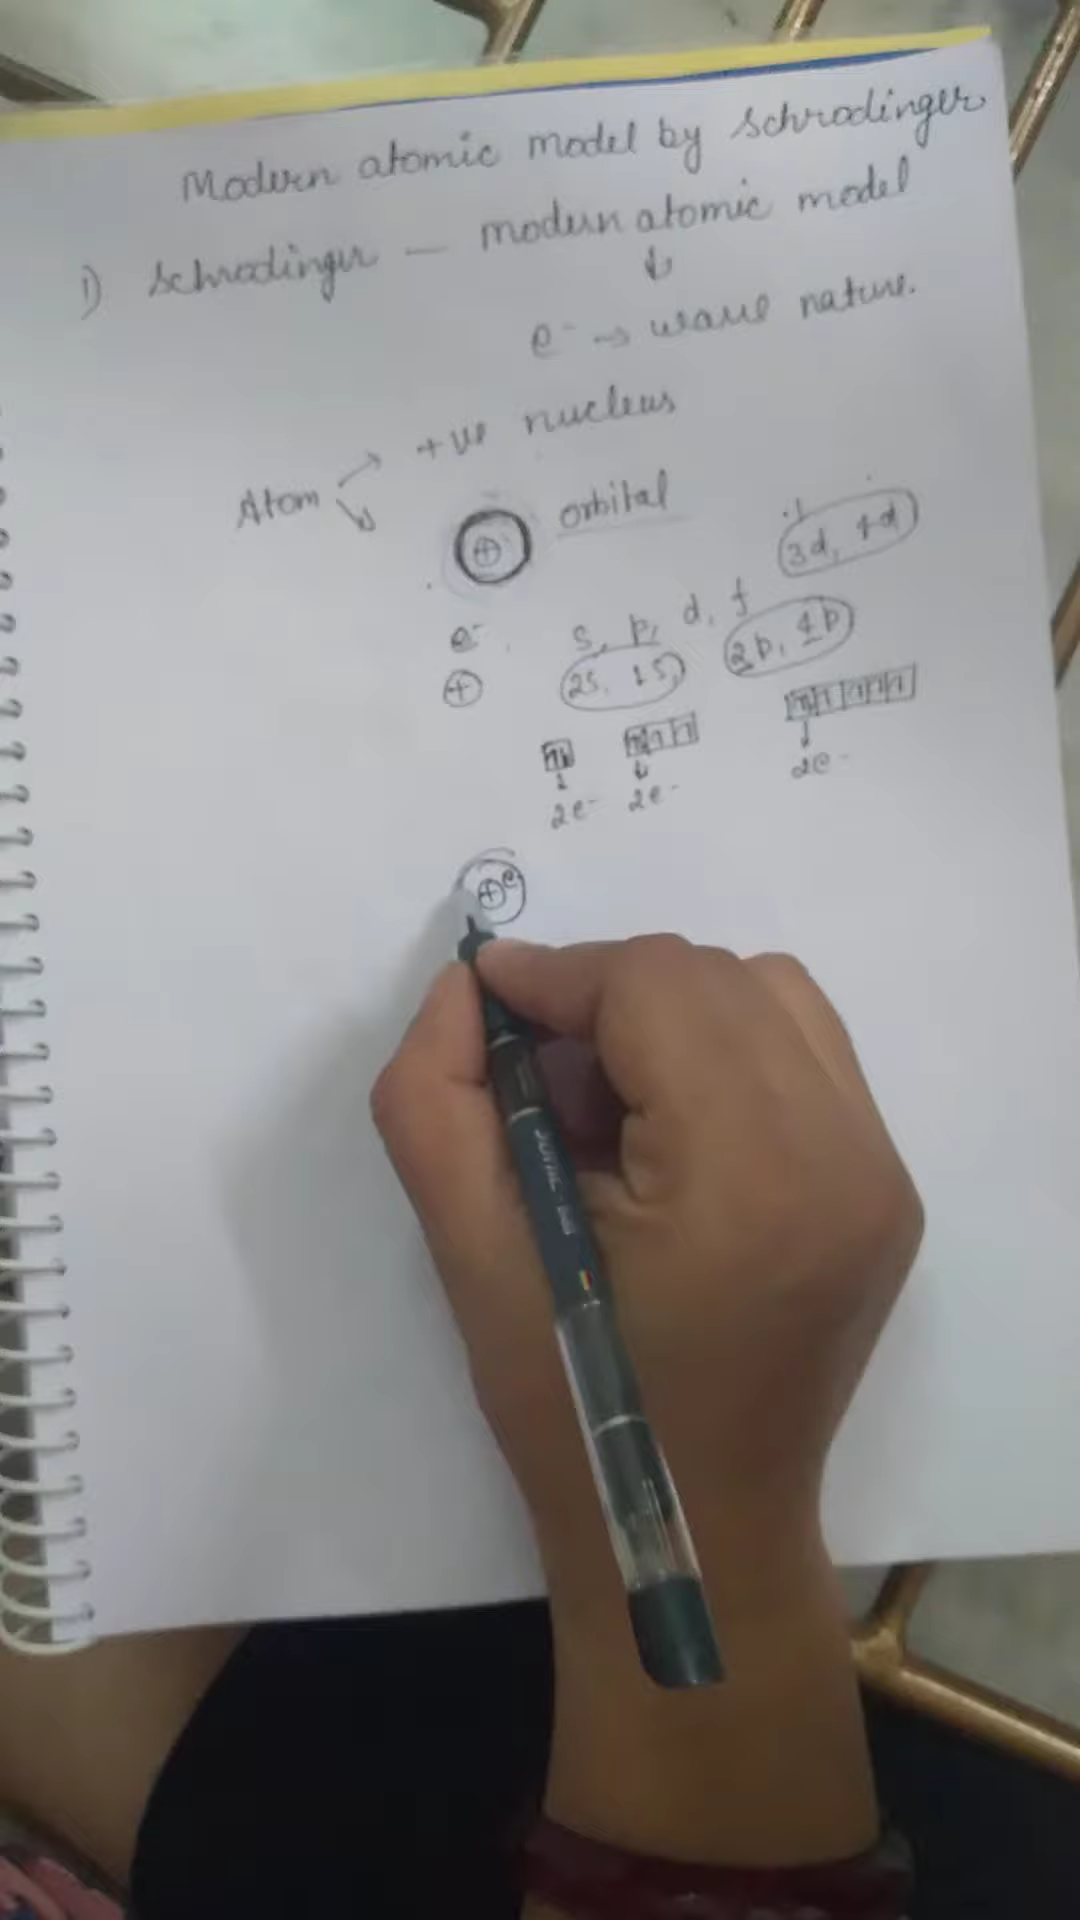 Modern atomic model by Schrodinger
1) Schrodinger — modern atomic model
↓
e⁻ → wave nature.
+ve nucleus
Atom
orbital
⊕
3d, 4d
e⁻, s, p, d, f
⊕ 2s, 1s, 2p, 4p
2e⁻ 2e⁻ 2e⁻
⊕ e